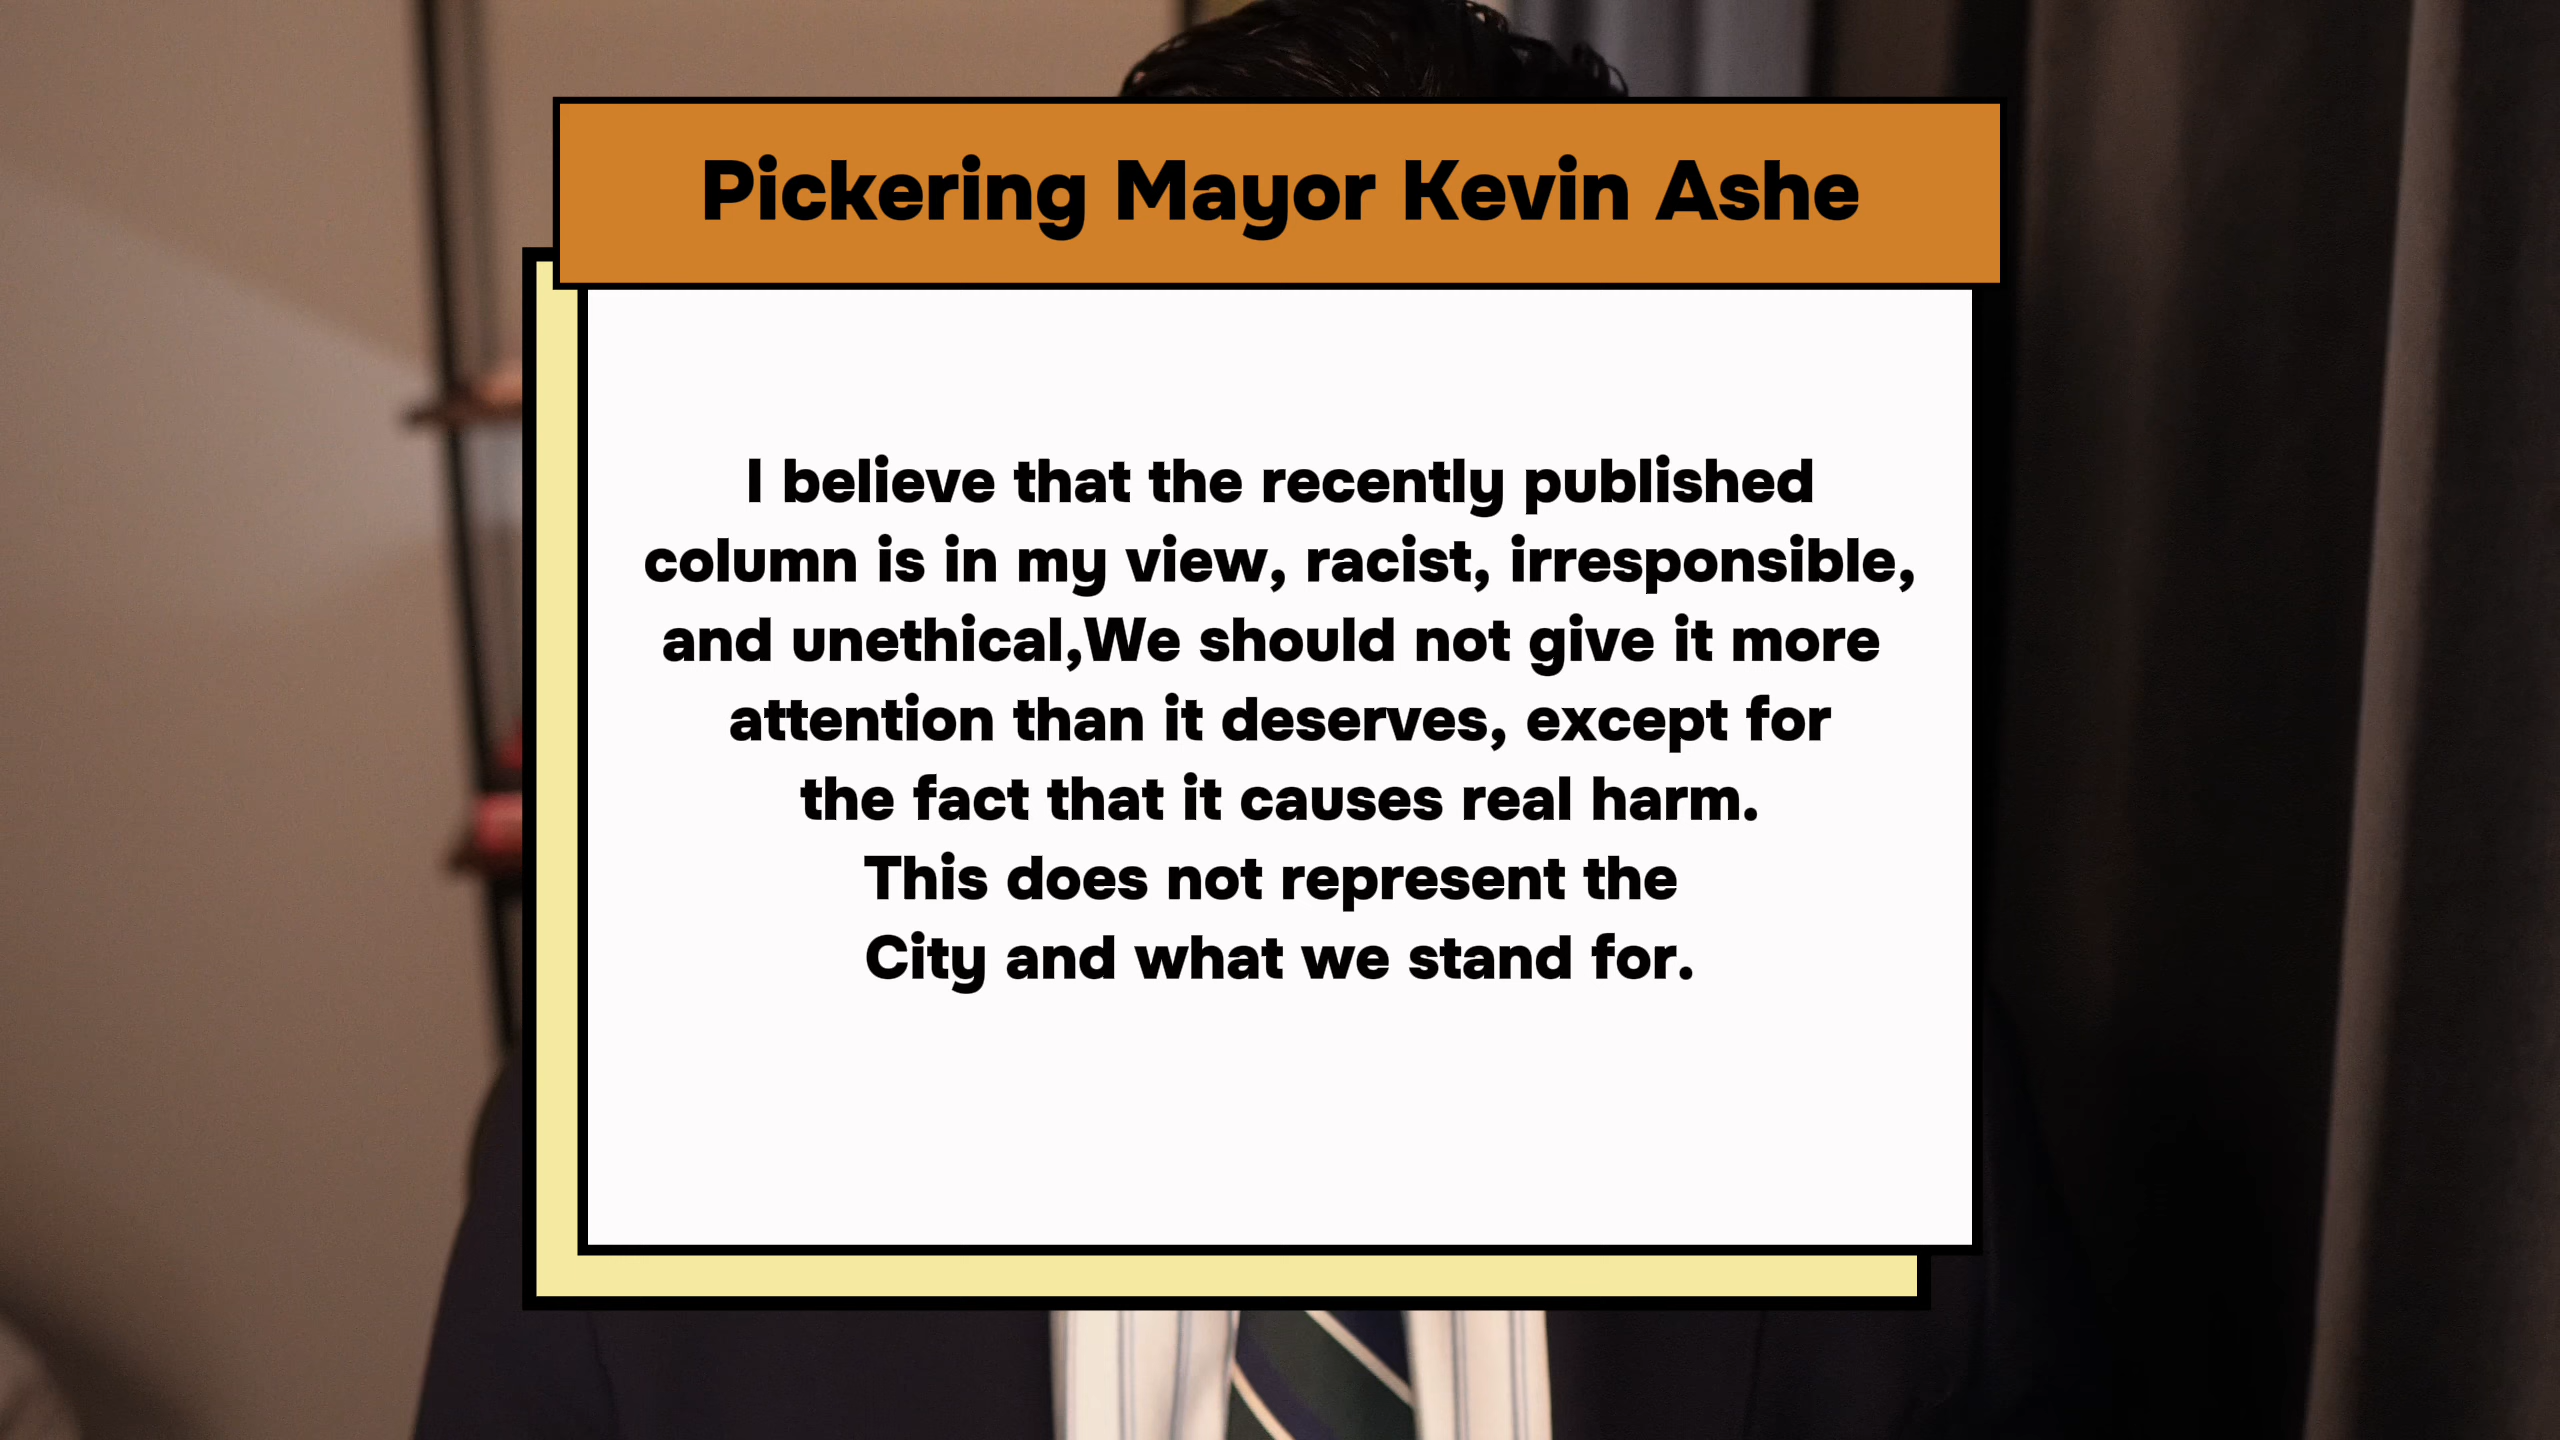 Pickering Mayor Kevin Ashe
I believe that the recently published
column is in my view, racist, irresponsible,
and unethical,We should not give it more
attention than it deserves, except for
the fact that it causes real harm.
This does not represent the
City and what we stand for.